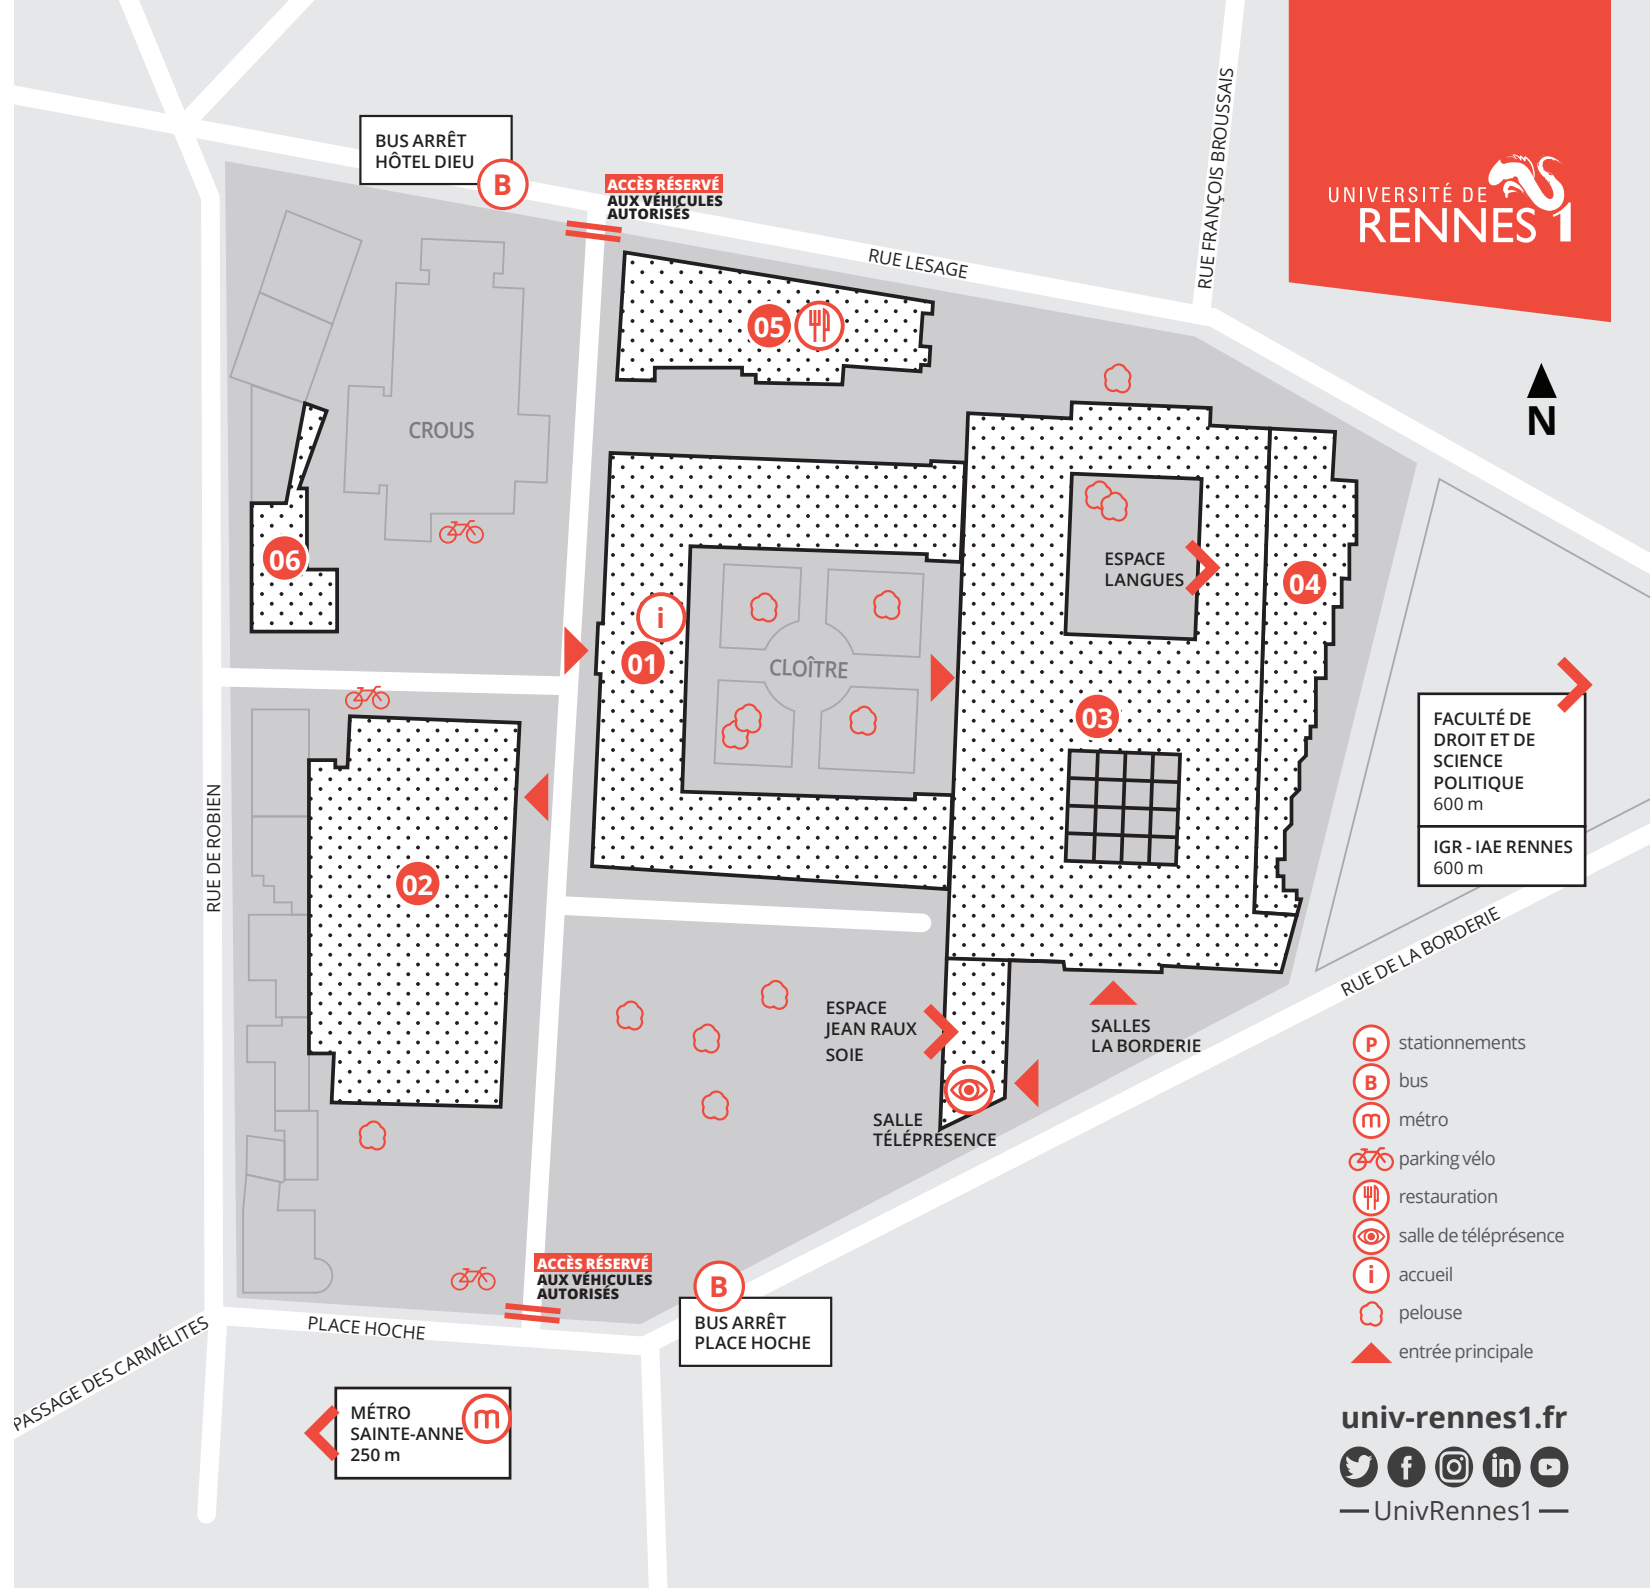 BUS ARRÊT
HÔTEL DIEU
B
ACCÈS RÉSERVÉ
AUX VÉHICULES
AUTORISÉS
RUE LESAGE
RUE FRANÇOIS BROUSSAIS
UNIVERSITÉ DE
RENNES 1
N
05
CROUS
06
ESPACE
LANGUES
04
i
01
CLOÎTRE
03
FACULTÉ DE
DROIT ET DE
SCIENCE
POLITIQUE
600 m
IGR - IAE RENNES
600 m
RUE DE ROBIEN
02
RUE DE LA BORDERIE
ESPACE
JEAN RAUX
SOIE
SALLES
LA BORDERIE
SALLE
TÉLÉPRÉSENCE
P stationnements
B bus
m métro
parking vélo
restauration
salle de téléprésence
i accueil
pelouse
entrée principale
ACCÈS RÉSERVÉ
AUX VÉHICULES
AUTORISÉS
B
BUS ARRÊT
PLACE HOCHE
PLACE HOCHE
PASSAGE DES CARMÉLITES
MÉTRO
SAINTE-ANNE
250 m
m
univ-rennes1.fr
UnivRennes1